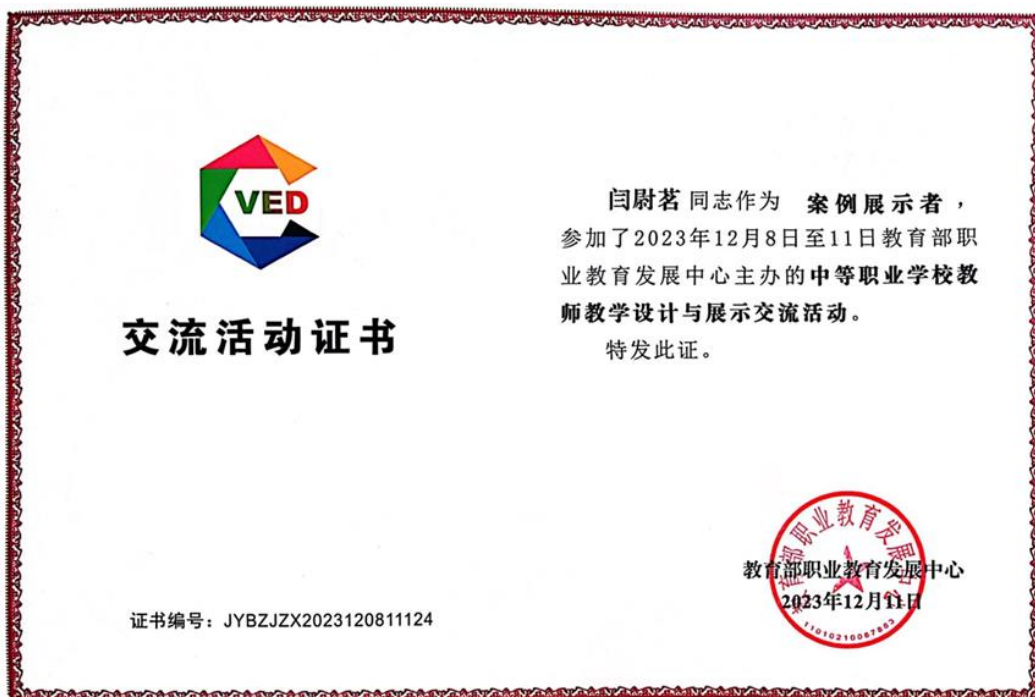 VED
交流活动证书
闫尉茗 同志作为 案例展示者，
参加了2023年12月8日至11日教育部职
业教育发展中心主办的中等职业学校教
师教学设计与展示交流活动。
特发此证。
教育部职业教育发展中心
教育部职业教育发展中心
2023年12月11日
11010210067883
证书编号：JYBZJZX2023120811124